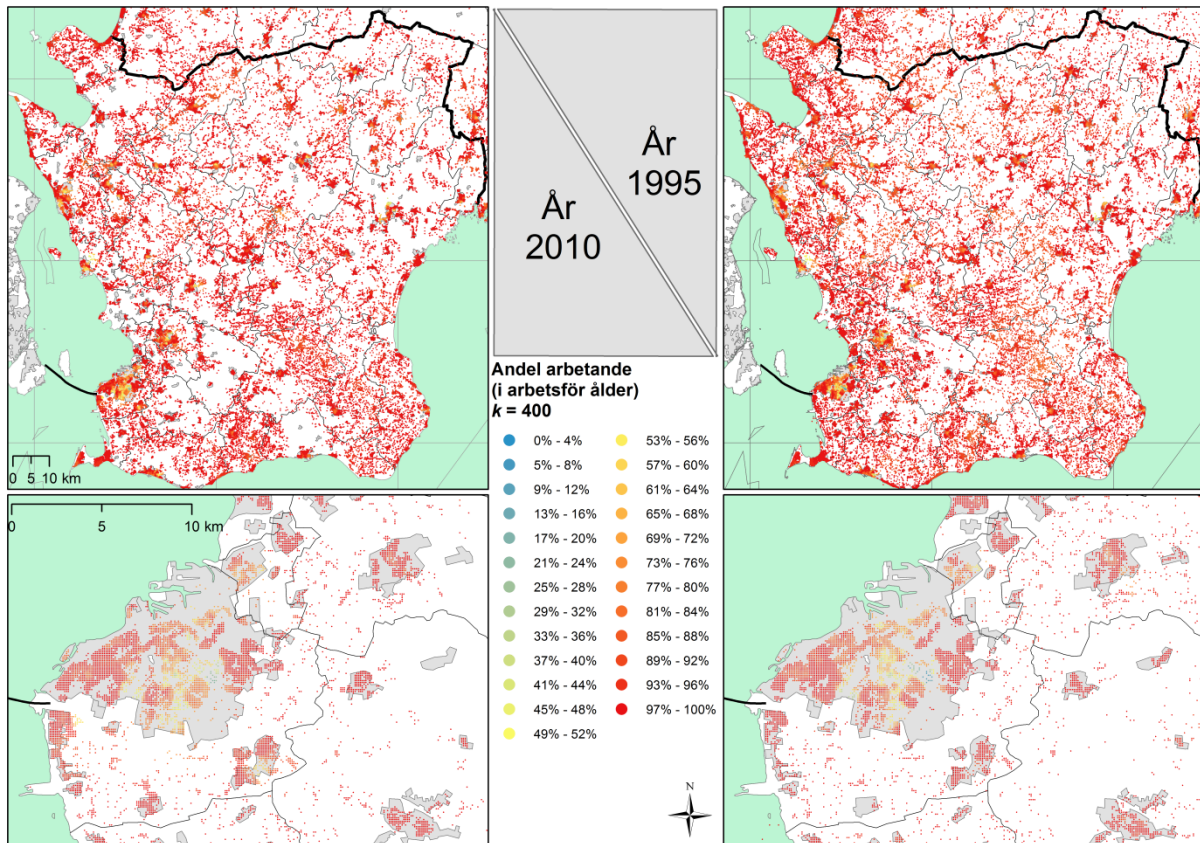 År
1995
År
2010
Andel arbetande
(i arbetsför ålder)
k = 400
0% - 4%
5% - 8%
9% - 12%
13% - 16%
17% - 20%
21% - 24%
25% - 28%
29% - 32%
33% - 36%
37% - 40%
41% - 44%
45% - 48%
49% - 52%
53% - 56%
57% - 60%
61% - 64%
65% - 68%
69% - 72%
73% - 76%
77% - 80%
81% - 84%
85% - 88%
89% - 92%
93% - 96%
97% - 100%
0 5 10 km
0 5 10 km
N